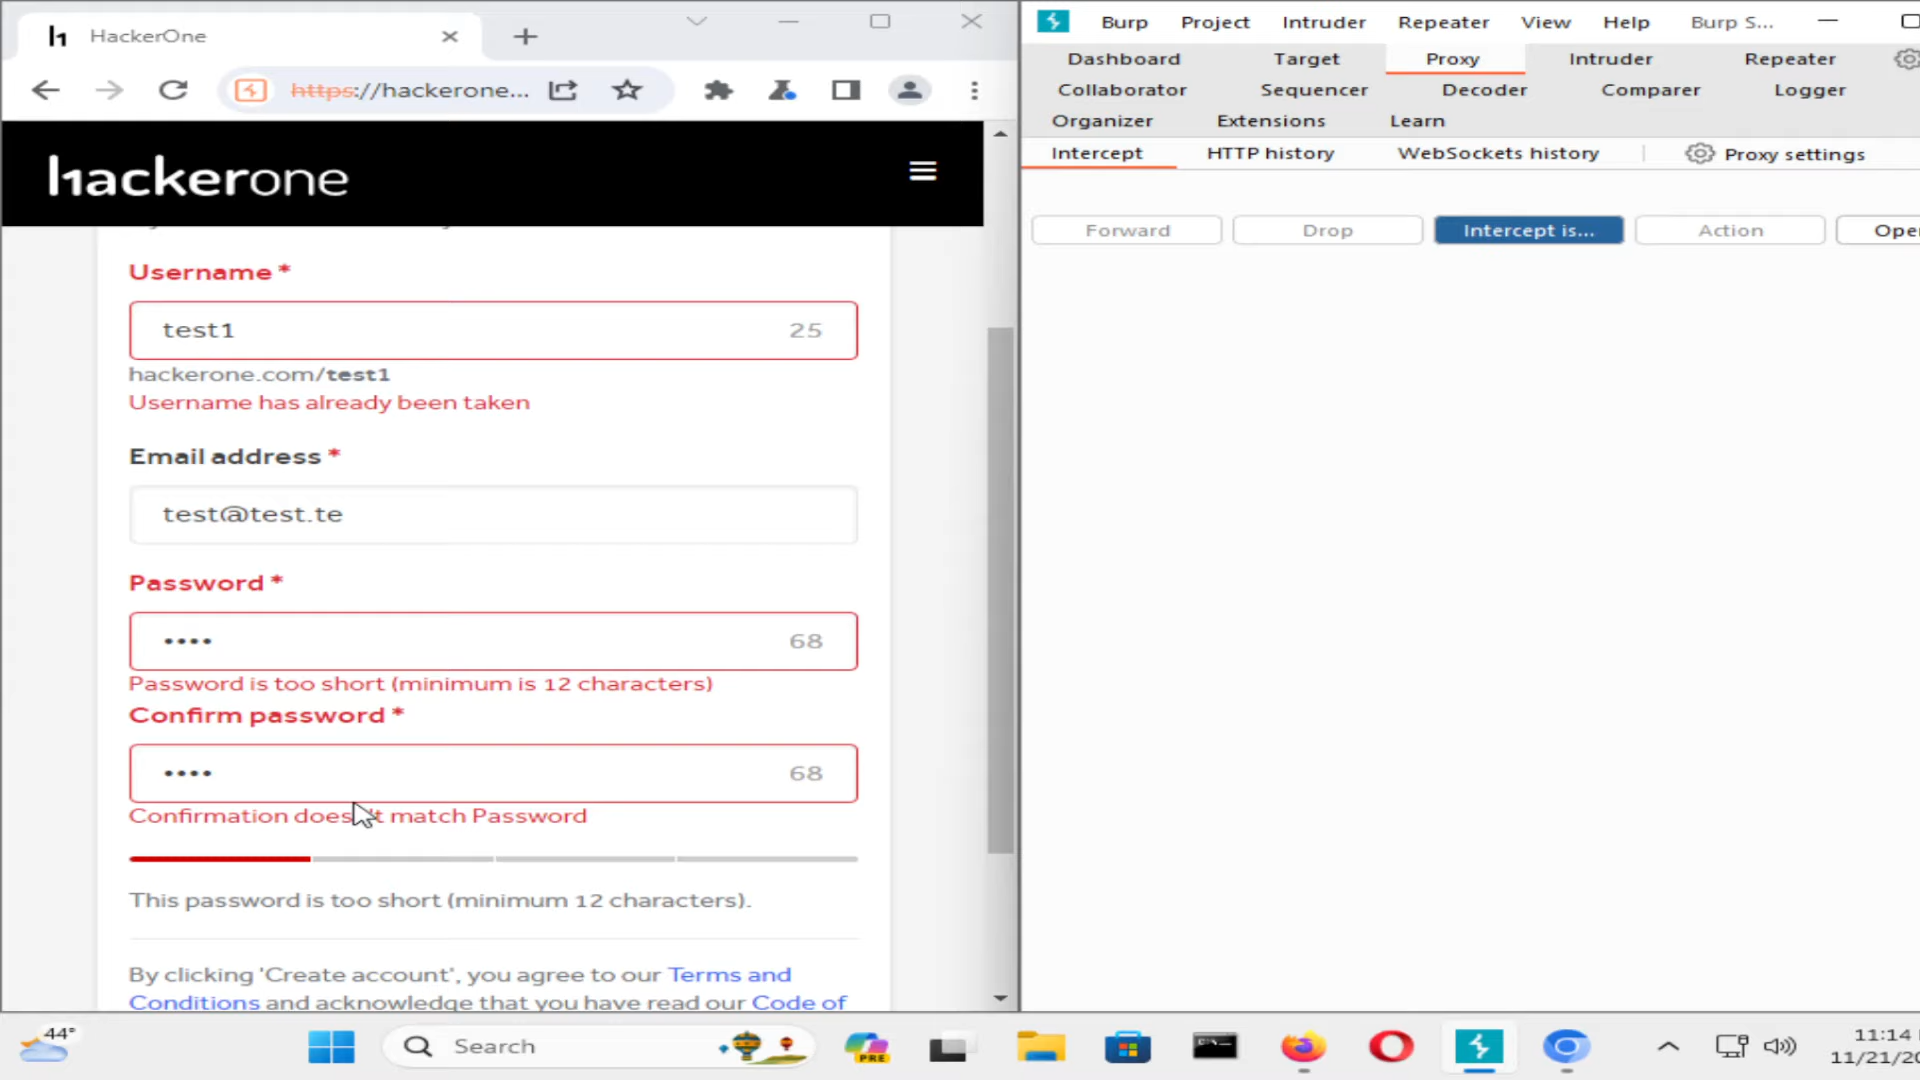 HackerOne
https://hackerone...
hackerone
Username *
test1 25
hackerone.com/test1
Username has already been taken
Email address *
test@test.te
Password *
•••• 68
Password is too short (minimum is 12 characters)
Confirm password *
•••• 68
Confirmation doesn't match Password
This password is too short (minimum 12 characters).
By clicking 'Create account', you agree to our Terms and
Conditions and acknowledge that you have read our Code of
Burp Project Intruder Repeater View Help Burp S...
Dashboard Target Proxy Intruder Repeater
Collaborator Sequencer Decoder Comparer Logger
Organizer Extensions Learn
Intercept HTTP history WebSockets history Proxy settings
Forward Drop Intercept is... Action Open
44°
Search
PRE
11:14
11/21/20